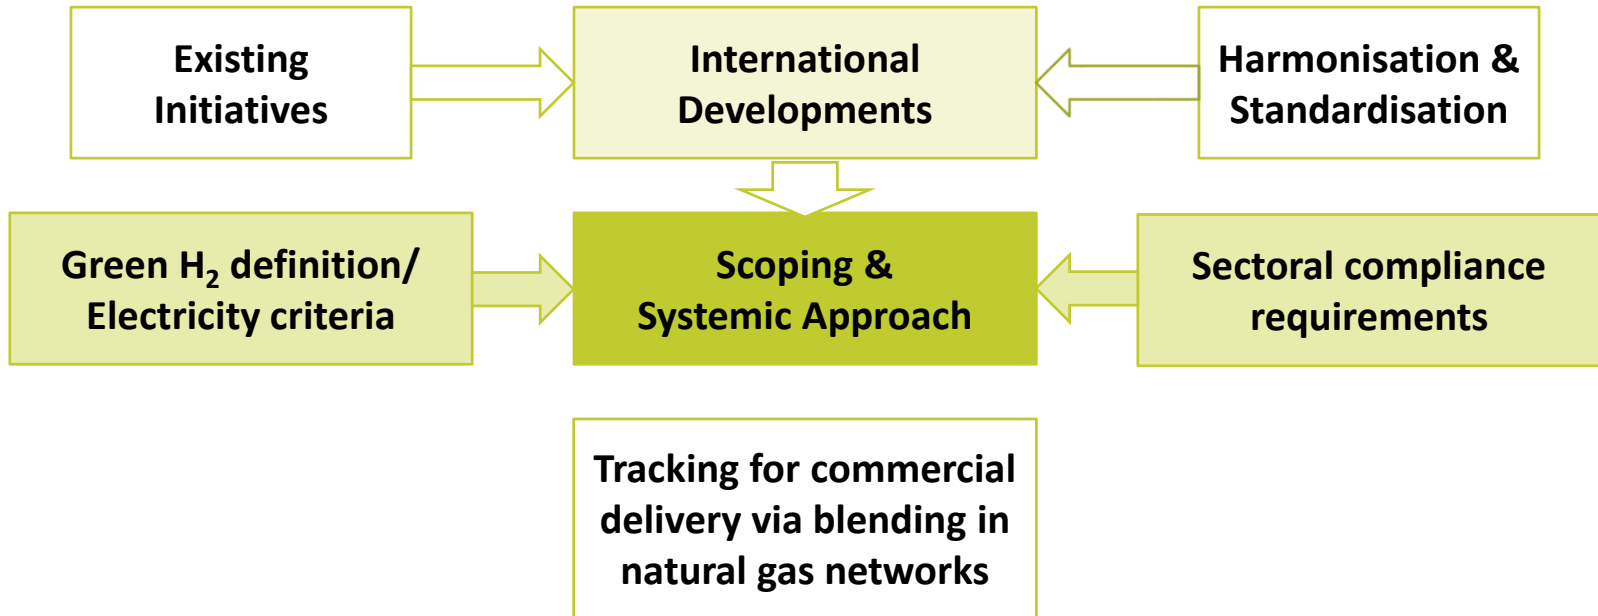 Existing
Initiatives
International
Developments
Harmonisation &
Standardisation
Green H₂ definition/
Electricity criteria
Scoping &
Systemic Approach
Sectoral compliance
requirements
Tracking for commercial
delivery via blending in
natural gas networks